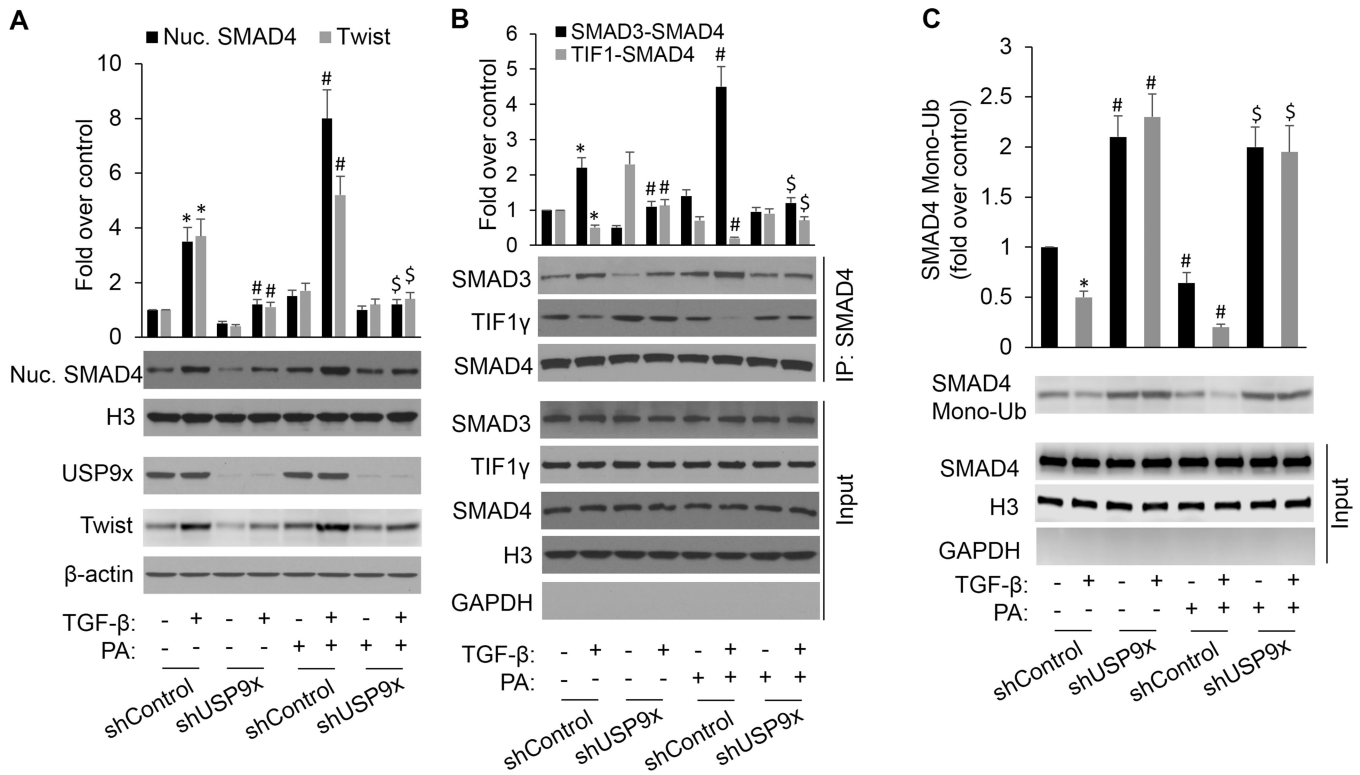 A
Nuc. SMAD4 Twist
Fold over control
10
8
6
4
2
0
* * # # # # $ $
Nuc. SMAD4
H3
USP9x
Twist
β-actin
TGF-β: - + - + - + - +
PA: - - - - + + + +
shControl shUSP9x shControl shUSP9x
B
SMAD3-SMAD4
TIF1-SMAD4
Fold over control
6
5
4
3
2
1
0
* * # # # # $ $
SMAD3
TIF1γ
SMAD4
IP: SMAD4
SMAD3
TIF1γ
SMAD4
H3
GAPDH
Input
TGF-β: - + - + - + - +
PA: - - - - + + + +
shControl shUSP9x shControl shUSP9x
C
SMAD4 Mono-Ub
(fold over control)
2.5
2
1.5
1
0.5
0
* # # # # $ $
SMAD4
Mono-Ub
SMAD4
H3
GAPDH
Input
TGF-β: - + - + - + - +
PA: - - - - + + + +
shControl shUSP9x shControl shUSP9x